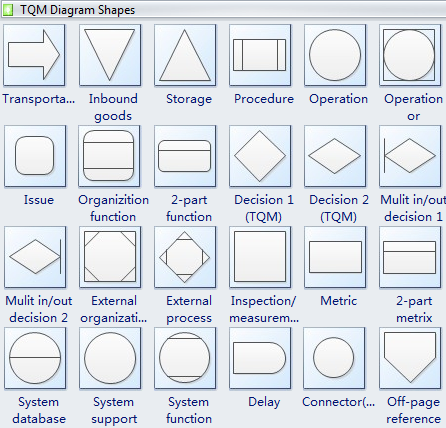 TQM Diagram Shapes
Transporta... Inbound goods Storage Procedure Operation Operation or
Issue Organizition function 2-part function Decision 1 (TQM) Decision 2 (TQM) Mulit in/out decision 1
Mulit in/out decision 2 External organizati... External process Inspection/ measurem... Metric 2-part metrix
System database System support System function Delay Connector(... Off-page reference